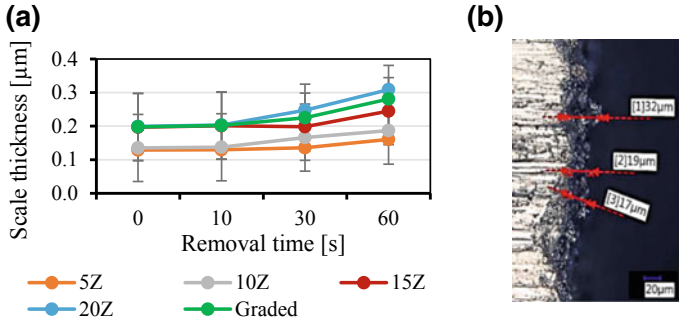 (a)
Scale thickness [µm]
0.4
0.3
0.2
0.1
0.0
0 10 30 60
Removal time [s]
5Z 10Z 15Z
20Z Graded
(b)
[1]32µm
[2]19µm
[3]17µm
20µm